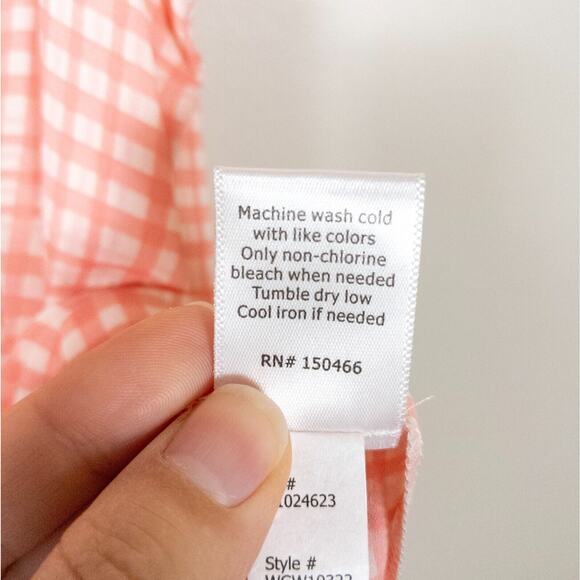 Machine wash cold
with like colors
Only non-chlorine
bleach when needed
Tumble dry low
Cool iron if needed
RN# 150466
#
Style #